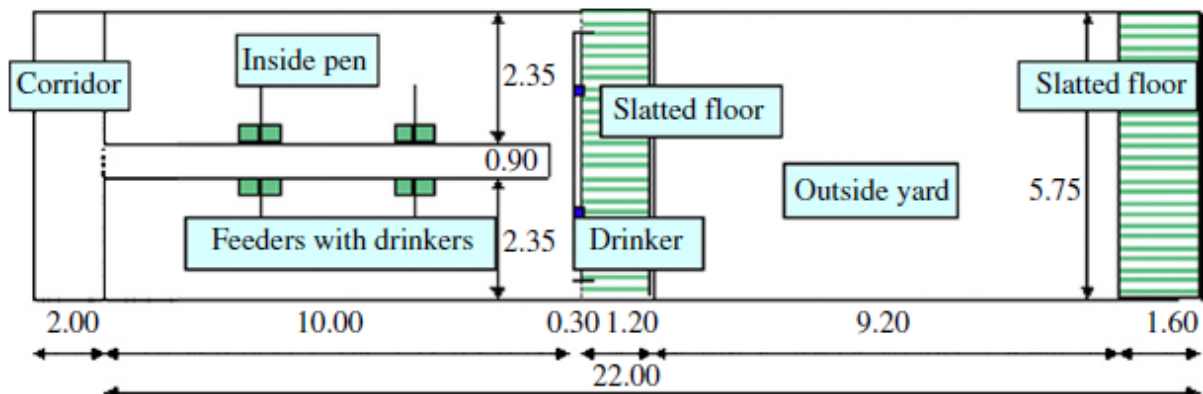 Corridor
Inside pen
2.35
Slatted floor
Slatted floor
0.90
Outside yard
5.75
Feeders with drinkers
2.35
Drinker
2.00 10.00 0.30 1.20 9.20 1.60
22.00